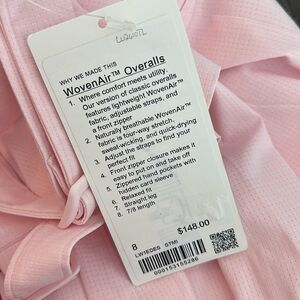 WHY WE MADE THIS
WovenAir™ Overalls
1. Where comfort meets utility.
Our version of classic overalls
features lightweight WovenAir™
fabric, adjustable straps, and
a front zipper
2. Naturally breathable WovenAir™
fabric is four-way stretch,
sweat-wicking, and quick-drying
3. Adjust the straps to find your
perfect fit
4. Front zipper closure makes it
easy to put on and take off
5. Zippered hand pockets with
hidden card sleeve
6. Relaxed fit
7. Straight leg
8. 7/8 length
8
$148.00
LW1EDES STMI
000153155286